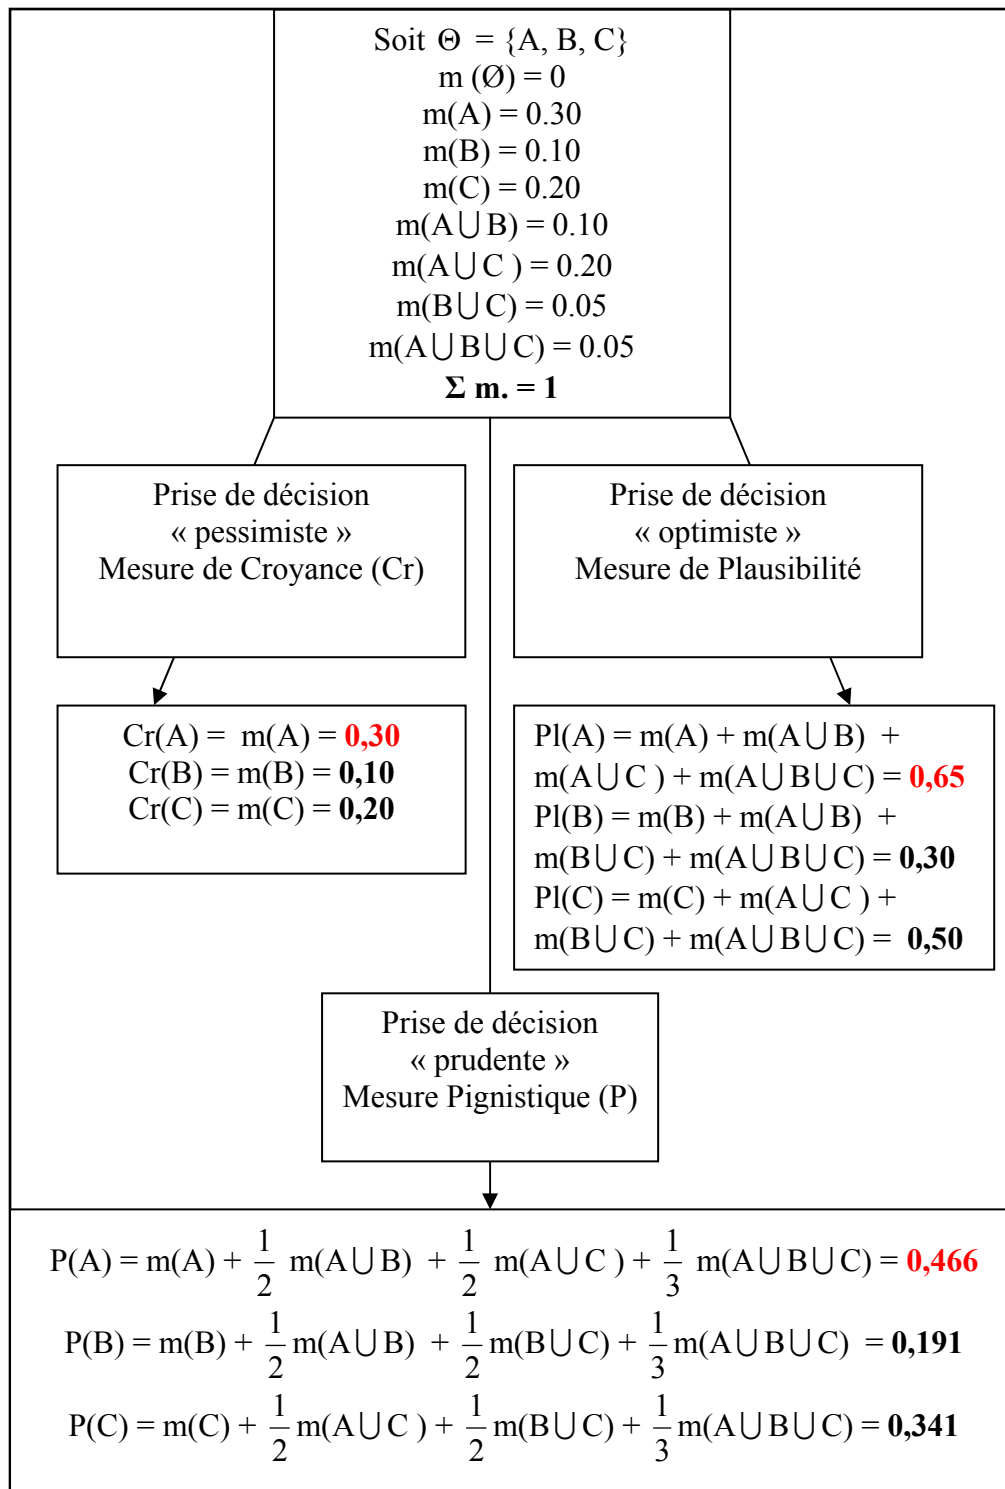 Soit Θ = {A, B, C}
m (Ø) = 0
m(A) = 0.30
m(B) = 0.10
m(C) = 0.20
m(A⋃B) = 0.10
m(A⋃C ) = 0.20
m(B⋃C) = 0.05
m(A⋃B⋃C) = 0.05
Σ m. = 1
Prise de décision
« pessimiste »
Mesure de Croyance (Cr)
Prise de décision
« optimiste »
Mesure de Plausibilité
Cr(A) = m(A) = 0,30
Cr(B) = m(B) = 0,10
Cr(C) = m(C) = 0,20
Pl(A) = m(A) + m(A⋃B) +
m(A⋃C ) + m(A⋃B⋃C) = 0,65
Pl(B) = m(B) + m(A⋃B) +
m(B⋃C) + m(A⋃B⋃C) = 0,30
Pl(C) = m(C) + m(A⋃C ) +
m(B⋃C) + m(A⋃B⋃C) = 0,50
Prise de décision
« prudente »
Mesure Pignistique (P)
P(A) = m(A) + 1/2 m(A⋃B) + 1/2 m(A⋃C ) + 1/3 m(A⋃B⋃C) = 0,466
P(B) = m(B) + 1/2 m(A⋃B) + 1/2 m(B⋃C) + 1/3 m(A⋃B⋃C) = 0,191
P(C) = m(C) + 1/2 m(A⋃C ) + 1/2 m(B⋃C) + 1/3 m(A⋃B⋃C) = 0,341